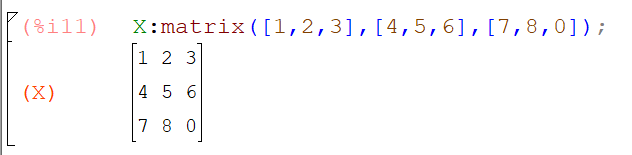 (%i11) X:matrix([1,2,3],[4,5,6],[7,8,0]);
1 2 3
(X) 4 5 6
7 8 0